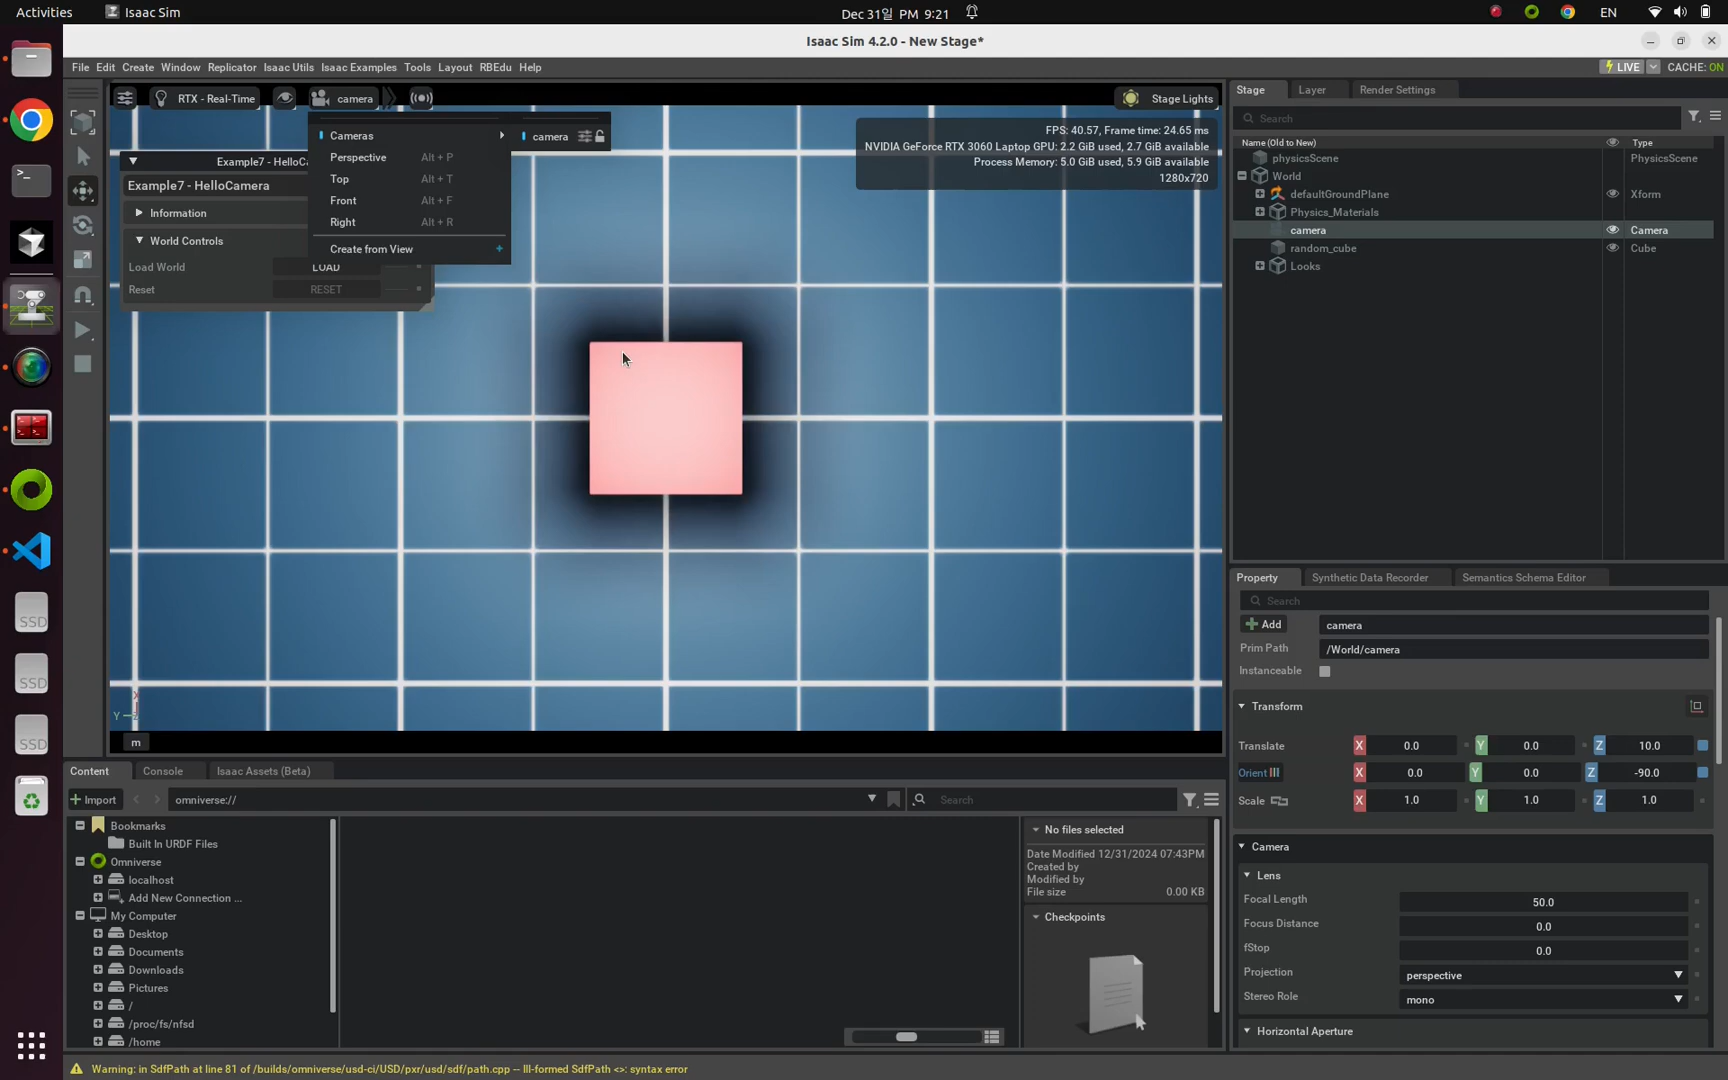 Activities
Isaac Sim
Dec 31일 PM 9:21
EN
Isaac Sim 4.2.0 - New Stage*
File Edit Create Window Replicator Isaac Utils Isaac Examples Tools Layout RBEdu Help
LIVE
CACHE: ON
RTX - Real-Time
camera
Stage Lights
Cameras
camera
Perspective Alt + P
Top Alt + T
Front Alt + F
Right Alt + R
Create from View +
Example7 - HelloCa
Example7 - HelloCamera
Information
World Controls
Load World LOAD
Reset RESET
FPS: 40.57, Frame time: 24.65 ms
NVIDIA GeForce RTX 3060 Laptop GPU: 2.2 GiB used, 2.7 GiB available
Process Memory: 5.0 GiB used, 5.9 GiB available
1280x720
X
Y
m
Stage Layer Render Settings
Search
Name (Old to New) Type
physicsScene PhysicsScene
World
defaultGroundPlane Xform
Physics_Materials
camera Camera
random_cube Cube
Looks
Property Synthetic Data Recorder Semantics Schema Editor
Search
Add camera
Prim Path /World/camera
Instanceable
Transform
Translate X 0.0 Y 0.0 Z 10.0
Orient X 0.0 Y 0.0 Z -90.0
Scale X 1.0 Y 1.0 Z 1.0
Camera
Lens
Focal Length 50.0
Focus Distance 0.0
fStop 0.0
Projection perspective
Stereo Role mono
Horizontal Aperture
Content Console Isaac Assets (Beta)
Import omniverse:// Search
Bookmarks
Built In URDF Files
Omniverse
localhost
Add New Connection ...
My Computer
Desktop
Documents
Downloads
Pictures
/
/proc/fs/nfsd
/home
No files selected
Date Modified 12/31/2024 07:43PM
Created by
Modified by
File size 0.00 KB
Checkpoints
SSD
SSD
SSD
Warning: in SdfPath at line 81 of /builds/omniverse/usd-ci/USD/pxr/usd/sdf/path.cpp -- Ill-formed SdfPath <>: syntax error